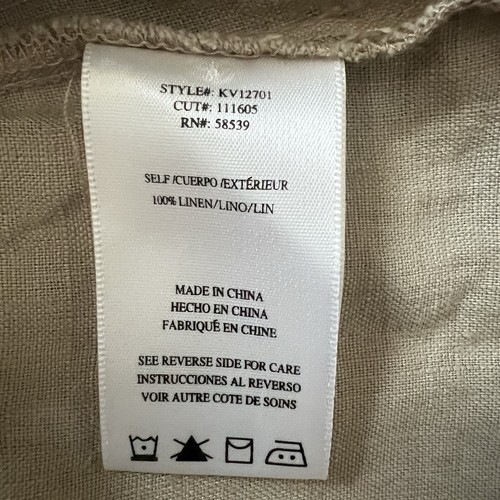 STYLE#: KV12701
CUT#: 111605
RN#: 58539
SELF/CUERPO/EXTÉRIEUR
100% LINEN/LINO/LIN
MADE IN CHINA
HECHO EN CHINA
FABRIQUÉ EN CHINE
SEE REVERSE SIDE FOR CARE
INSTRUCCIONES AL REVERSO
VOIR AUTRE COTE DE SOINS